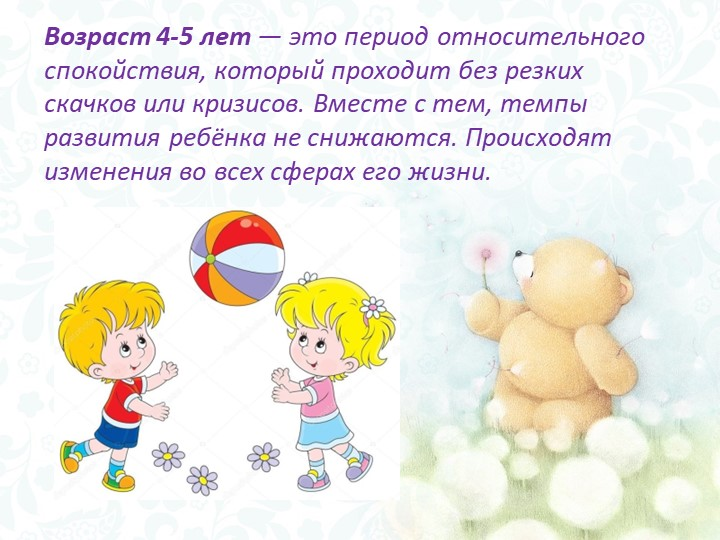 Возраст 4-5 лет — это период относительного
спокойствия, который проходит без резких
скачков или кризисов. Вместе с тем, темпы
развития ребёнка не снижаются. Происходят
изменения во всех сферах его жизни.